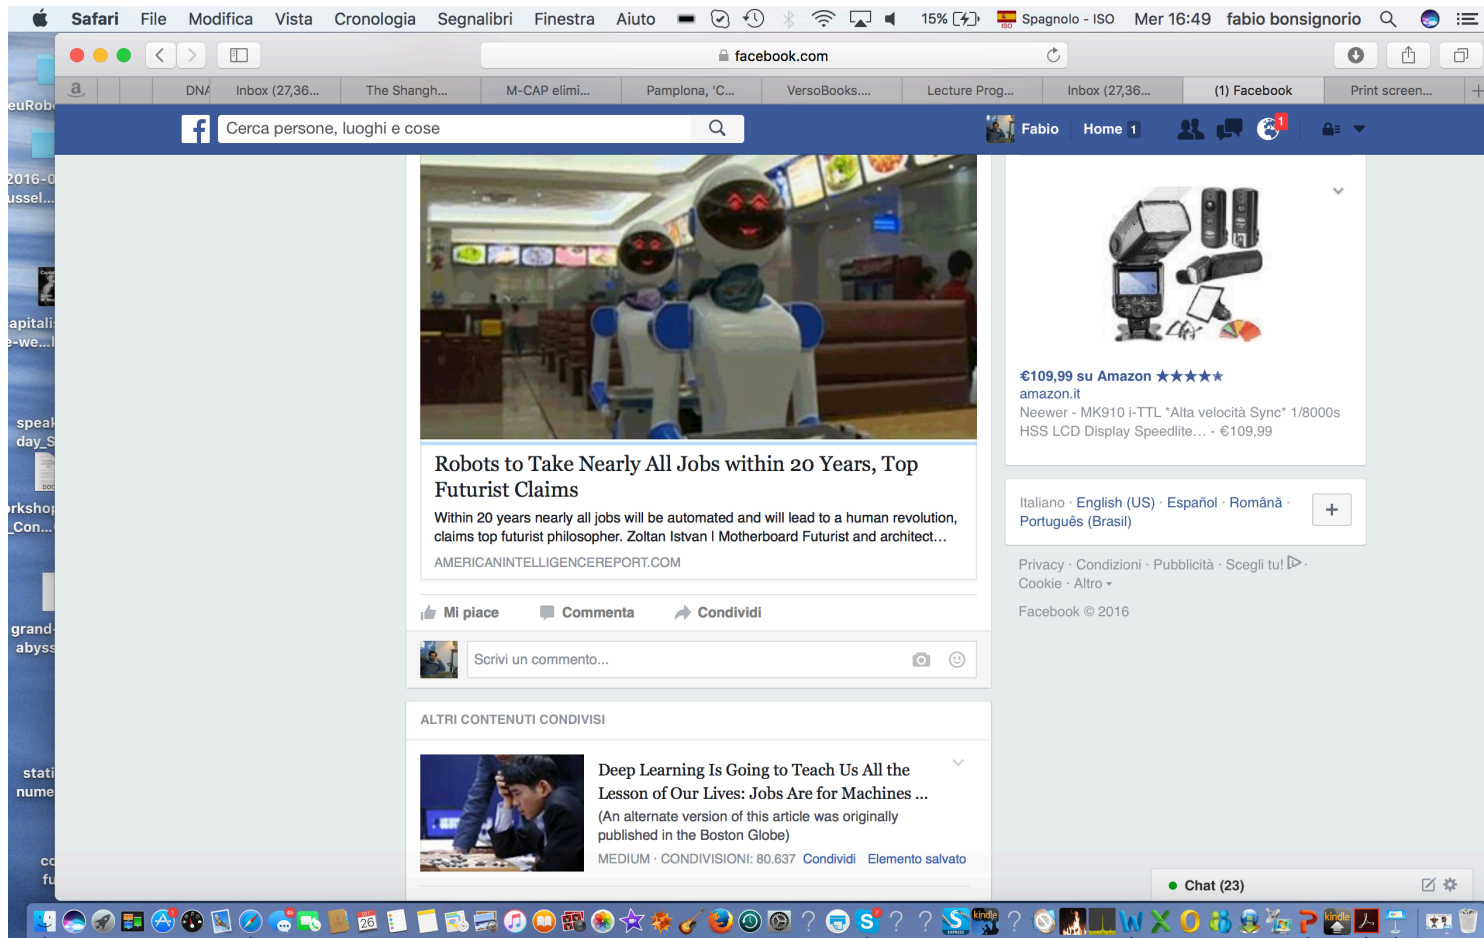 Safari File Modifica Vista Cronologia Segnalibri Finestra Aiuto 15% Spagnolo - ISO Mer 16:49 fabio bonsignorio
facebook.com
DNA Inbox (27,36... The Shangh... M-CAP elimi... Pamplona, 'C... VersoBooks.... Lecture Prog... Inbox (27,36... (1) Facebook Print screen...
Cerca persone, luoghi e cose
Fabio Home 1
1
Robots to Take Nearly All Jobs within 20 Years, Top
Futurist Claims
Within 20 years nearly all jobs will be automated and will lead to a human revolution,
claims top futurist philosopher. Zoltan Istvan | Motherboard Futurist and architect...
AMERICANINTELLIGENCEREPORT.COM
Mi piace Commenta Condividi
Scrivi un commento...
ALTRI CONTENUTI CONDIVISI
Deep Learning Is Going to Teach Us All the
Lesson of Our Lives: Jobs Are for Machines ...
(An alternate version of this article was originally
published in the Boston Globe)
MEDIUM · CONDIVISIONI: 80.637 Condividi Elemento salvato
€109,99 su Amazon
amazon.it
Neewer - MK910 i-TTL *Alta velocità Sync* 1/8000s
HSS LCD Display Speedlite... - €109,99
Italiano · English (US) · Español · Română ·
Português (Brasil)
Privacy · Condizioni · Pubblicità · Scegli tu! ·
Cookie · Altro
Facebook © 2016
Chat (23)